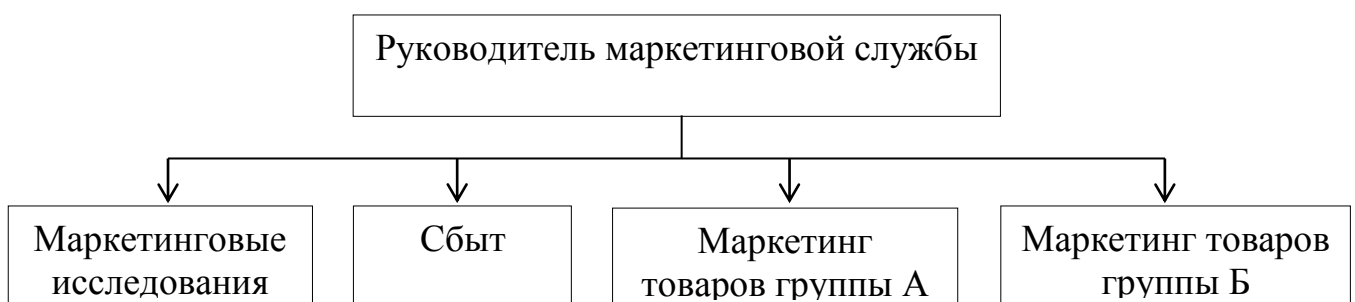 Руководитель маркетинговой службы
Маркетинговые
исследования
Сбыт
Маркетинг
товаров группы А
Маркетинг товаров
группы Б